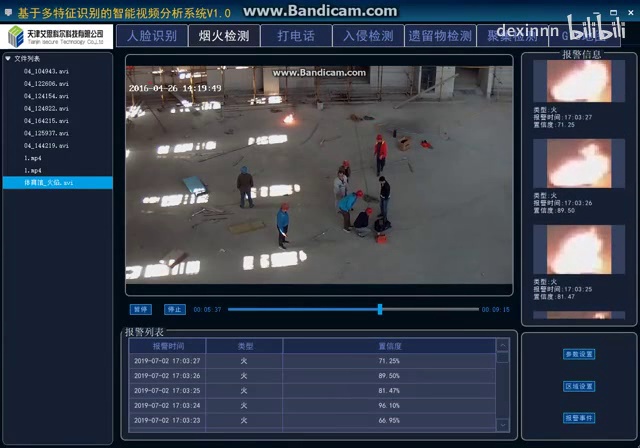 基于多特征识别的智能视频分析系统V1.0
www.Bandicam.com
dexinnn bilibili
天津艾思科尔科技有限公司
Tianjin isecure Technology Co.,Ltd
人脸识别 烟火检测 打电话 入侵检测 遗留物检测
文件列表
04_104943.avi
04_122606.avi
04_124154.avi
04_124922.avi
04_164215.avi
04_125937.avi
04_144219.avi
1.mp4
1.mp4
体育馆_火焰.avi
www.Bandicam.com
2016-04-26 14:19:49
暂停 停止 00:05:37 00:09:15
报警列表
报警时间 类型 置信度
2019-07-02 17:03:27 火 71.25%
2019-07-02 17:03:26 火 89.50%
2019-07-02 17:03:25 火 81.47%
2019-07-02 17:03:24 火 96.10%
2019-07-02 17:03:23 火 66.95%
报警信息
类型:火
报警时间:17:03:27
置信度:71.25
类型:火
报警时间:17:03:26
置信度:89.50
类型:火
报警时间:17:03:25
置信度:81.47
参数设置
区域设置
报警事件